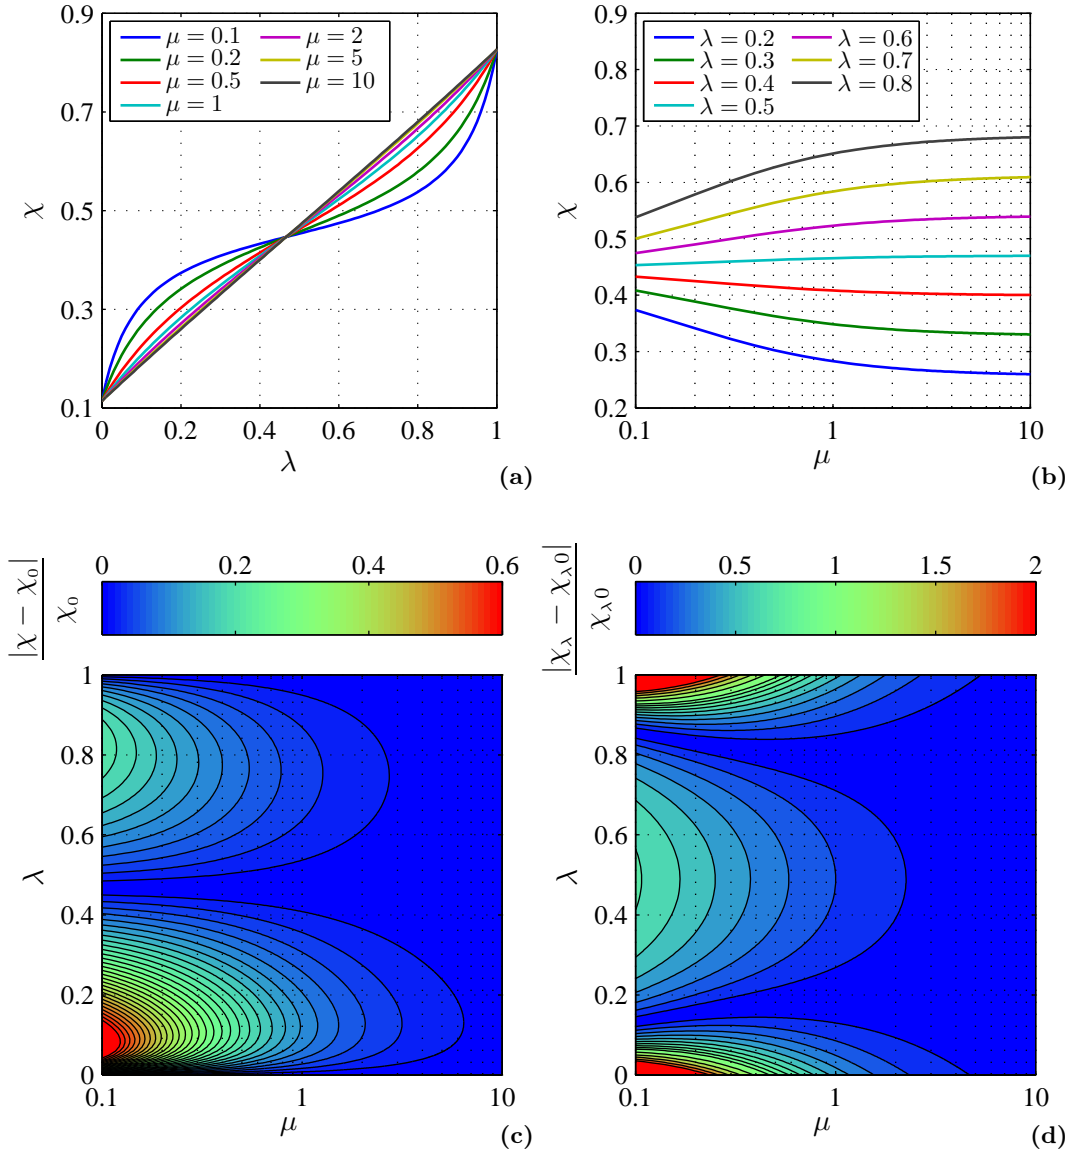 0.9
0.7
0.5
0.3
0.1
χ
μ = 0.1
μ = 0.2
μ = 0.5
μ = 1
μ = 2
μ = 5
μ = 10
0 0.2 0.4 0.6 0.8 1
λ
(a)
0.9
0.8
0.7
0.6
0.5
0.4
0.3
0.2
χ
λ = 0.2
λ = 0.3
λ = 0.4
λ = 0.5
λ = 0.6
λ = 0.7
λ = 0.8
0.1 1 10
μ
(b)
|χ − χ₀|
χ₀
0 0.2 0.4 0.6
1
0.8
0.6
0.4
0.2
0
λ
0.1 1 10
μ
(c)
|χ_λ − χ_λ0|
χ_λ0
0 0.5 1 1.5 2
1
0.8
0.6
0.4
0.2
0
λ
0.1 1 10
μ
(d)